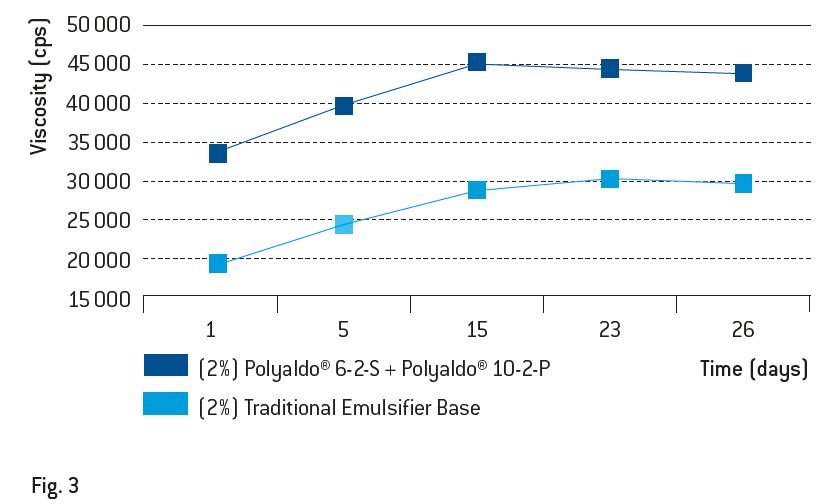 Viscosity (cps)
50 000
45 000
40 000
35 000
30 000
25 000
20 000
15 000
1 5 15 23 26
Time (days)
(2%) Polyaldo® 6-2-S + Polyaldo® 10-2-P
(2%) Traditional Emulsifier Base
Fig. 3